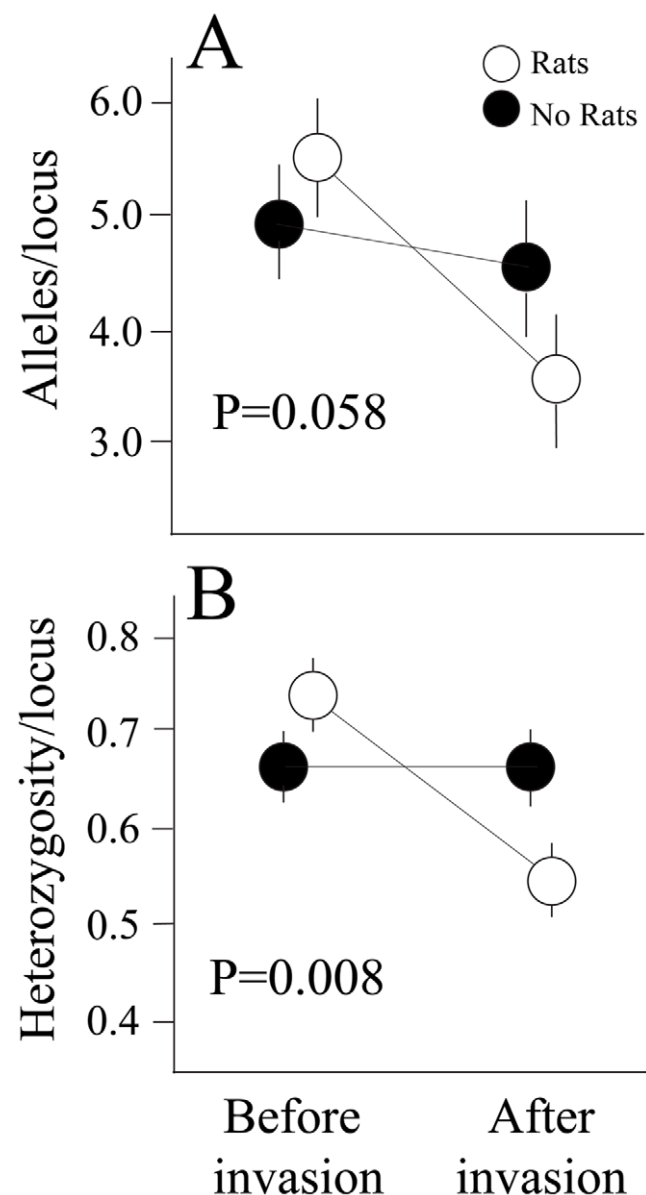 A
Rats
No Rats
6.0
5.0
4.0
3.0
Alleles/locus
P=0.058
B
0.8
0.7
0.6
0.5
0.4
Heterozygosity/locus
P=0.008
Before
invasion
After
invasion